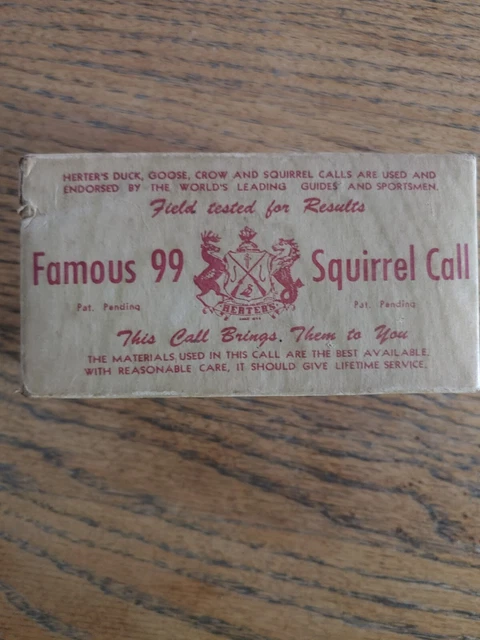 HERTER'S DUCK, GOOSE, CROW AND SQUIRREL CALLS ARE USED AND
ENDORSED BY THE WORLD'S LEADING GUIDES AND SPORTSMEN.
Field tested for Results
Famous 99 Squirrel Call
Pat. Pending Pat. Pending
HERTER'S
This Call Brings. Them to You
THE MATERIALS USED IN THIS CALL ARE THE BEST AVAILABLE.
WITH REASONABLE CARE, IT SHOULD GIVE LIFETIME SERVICE.